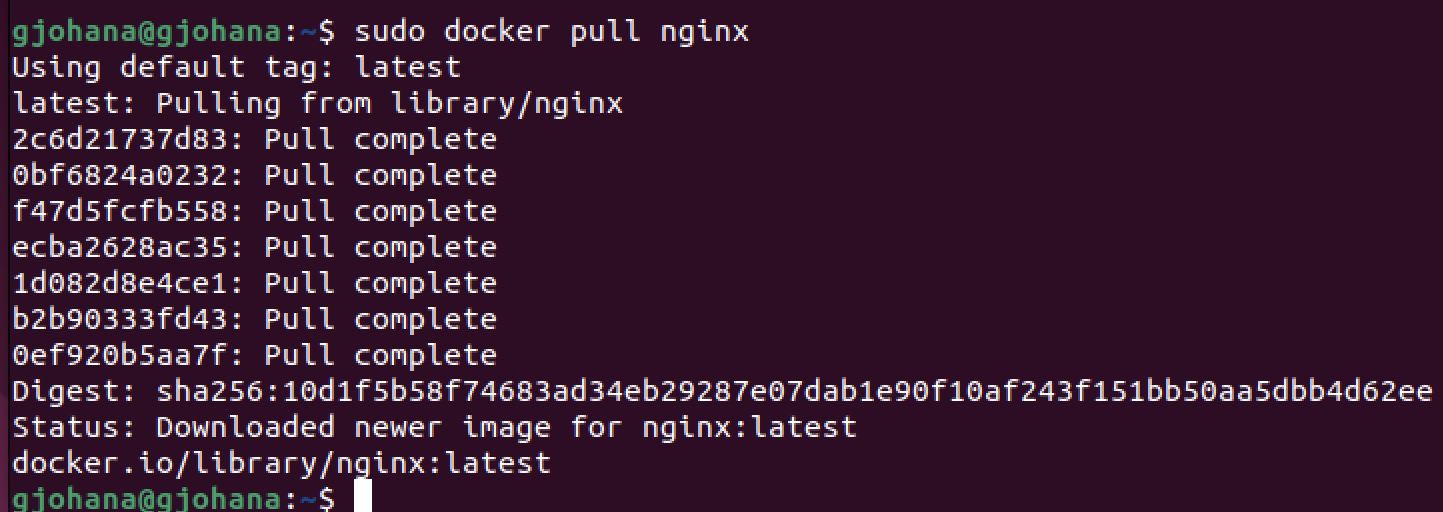 gjohana@gjohana:~$ sudo docker pull nginx
Using default tag: latest
latest: Pulling from library/nginx
2c6d21737d83: Pull complete
0bf6824a0232: Pull complete
f47d5fcfb558: Pull complete
ecba2628ac35: Pull complete
1d082d8e4ce1: Pull complete
b2b90333fd43: Pull complete
0ef920b5aa7f: Pull complete
Digest: sha256:10d1f5b58f74683ad34eb29287e07dab1e90f10af243f151bb50aa5dbb4d62ee
Status: Downloaded newer image for nginx:latest
docker.io/library/nginx:latest
gjohana@gjohana:~$